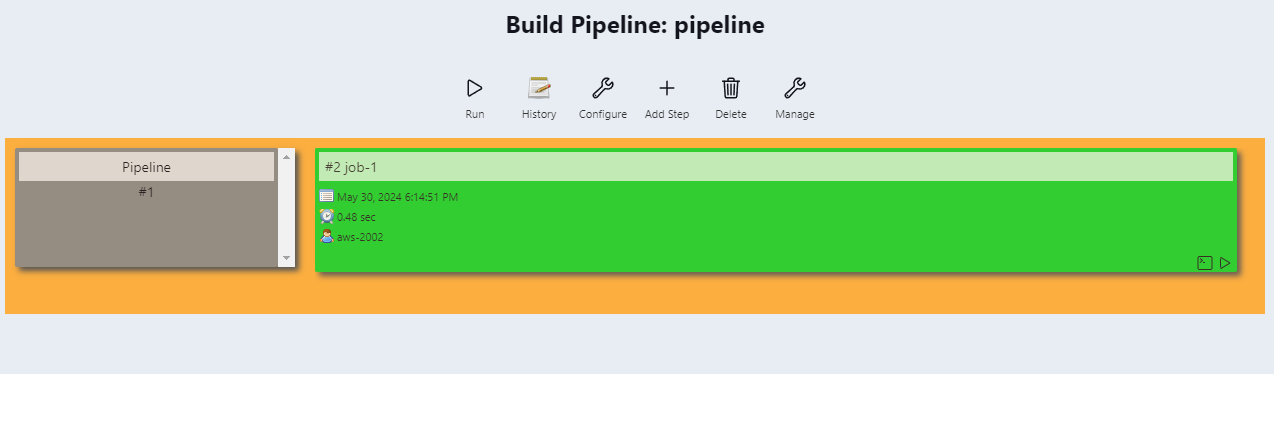 Build Pipeline: pipeline
Run History Configure Add Step Delete Manage
Pipeline
#1
#2 job-1
May 30, 2024 6:14:51 PM
0.48 sec
aws-2002